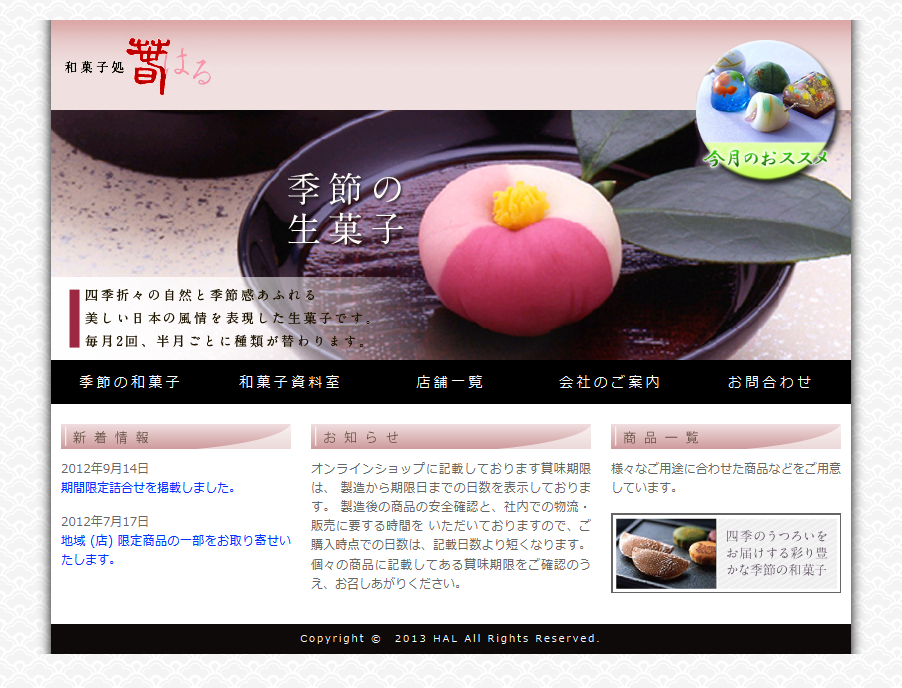 和菓子処
春はる
今月のおススメ
季節の
生菓子
四季折々の自然と季節感あふれる
美しい日本の風情を表現した生菓子です。
毎月2回、半月ごとに種類が替わります。
季節の和菓子 和菓子資料室 店舗一覧 会社のご案内 お問合わせ
新着情報
2012年9月14日
期間限定詰合せを掲載しました。
2012年7月17日
地域 (店) 限定商品の一部をお取り寄せい
たします。
お知らせ
オンラインショップに記載しております賞味期限
は、 製造から期限日までの日数を表示しておりま
す。 製造後の商品の安全確認と、社内での物流・
販売に要する時間を いただいておりますので、ご
購入時点での日数は、記載日数より短くなります。
個々の商品に記載してある賞味期限をご確認のう
え、お召しあがりください。
商品一覧
様々なご用途に合わせた商品などをご用意
しています。
四季のうつろいを
お届けする彩り豊
かな季節の和菓子
Copyright © 2013 HAL All Rights Reserved.